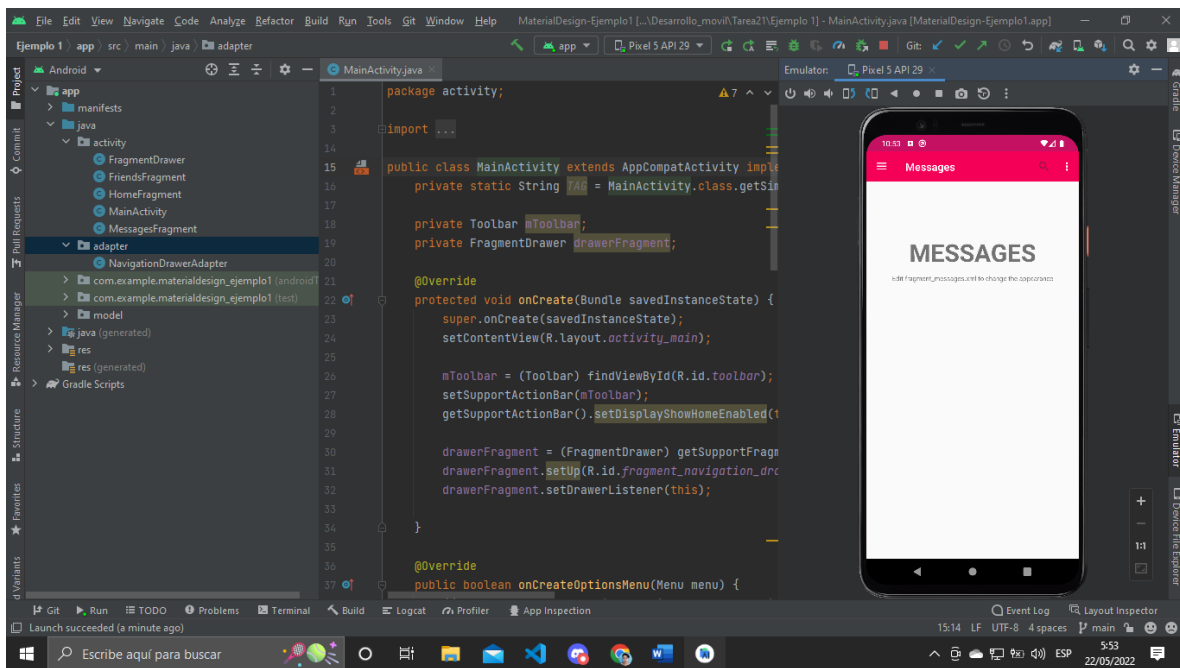 File Edit View Navigate Code Analyze Refactor Build Run Tools Git Window Help MaterialDesign-Ejemplo1 [...\Desarrollo_movil\Tarea21\Ejemplo 1] - MainActivity.java [MaterialDesign-Ejemplo1.app]
Ejemplo 1 app src main java adapter
app Pixel 5 API 29 Git:
Project
Commit
Pull Requests
Resource Manager
Structure
Favorites
d Variants
Android
app
manifests
java
activity
FragmentDrawer
FriendsFragment
HomeFragment
MainActivity
MessagesFragment
adapter
NavigationDrawerAdapter
com.example.materialdesign_ejemplo1 (androidT
com.example.materialdesign_ejemplo1 (test)
model
java (generated)
res
res (generated)
Gradle Scripts
MainActivity.java
7
1 package activity;
2
3 import ...
14
15 public class MainActivity extends AppCompatActivity imple
16 private static String TAG = MainActivity.class.getSim
17
18 private Toolbar mToolbar;
19 private FragmentDrawer drawerFragment;
20
21 @Override
22 protected void onCreate(Bundle savedInstanceState) {
23 super.onCreate(savedInstanceState);
24 setContentView(R.layout.activity_main);
25
26 mToolbar = (Toolbar) findViewById(R.id.toolbar);
27 setSupportActionBar(mToolbar);
28 getSupportActionBar().setDisplayShowHomeEnabled(t
29
30 drawerFragment = (FragmentDrawer) getSupportFragm
31 drawerFragment.setUp(R.id.fragment_navigation_dra
32 drawerFragment.setDrawerListener(this);
33
34 }
35
36 @Override
37 public boolean onCreateOptionsMenu(Menu menu) {
Emulator: Pixel 5 API 29
10:53
Messages
MESSAGES
Edit fragment_messages.xml to change the appearance
1:1
Gradle
Device Manager
Emulator
Device File Explorer
Git Run TODO Problems Terminal Build Logcat Profiler App Inspection Event Log Layout Inspector
Launch succeeded (a minute ago) 15:14 LF UTF-8 4 spaces main
Escribe aquí para buscar
ESP
5:53
22/05/2022